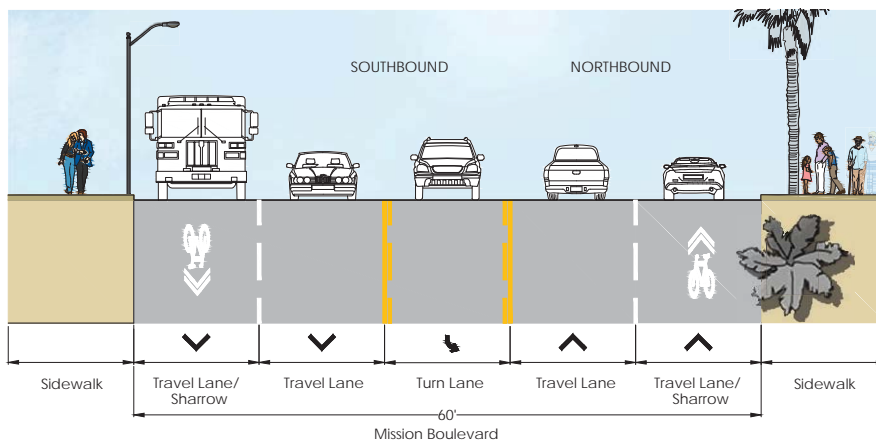 SOUTHBOUND NORTHBOUND
Sidewalk Travel Lane/ Travel Lane Turn Lane Travel Lane Travel Lane/ Sidewalk
Sharrow Sharrow
60'
Mission Boulevard